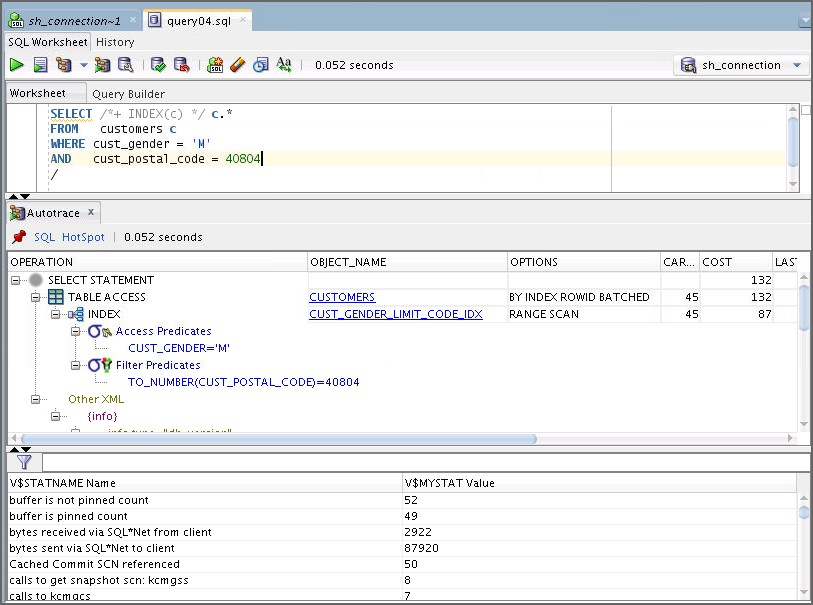 sh_connection~1 × query04.sql ×
SQL Worksheet History
0.052 seconds sh_connection
Worksheet Query Builder
SELECT /*+ INDEX(c) */ c.*
FROM customers c
WHERE cust_gender = 'M'
AND cust_postal_code = 40804
/
Autotrace x
SQL HotSpot 0.052 seconds
OPERATION OBJECT_NAME OPTIONS CAR... COST LAST
SELECT STATEMENT 132
TABLE ACCESS CUSTOMERS BY INDEX ROWID BATCHED 45 132
INDEX CUST_GENDER_LIMIT_CODE_IDX RANGE SCAN 45 87
Access Predicates
CUST_GENDER='M'
Filter Predicates
TO_NUMBER(CUST_POSTAL_CODE)=40804
Other XML
{info}
info type="db_version"
V$STATNAME Name V$MYSTAT Value
buffer is not pinned count 52
buffer is pinned count 49
bytes received via SQL*Net from client 2922
bytes sent via SQL*Net to client 87920
Cached Commit SCN referenced 50
calls to get snapshot scn: kcmgss 8
calls to kcmgcs 7